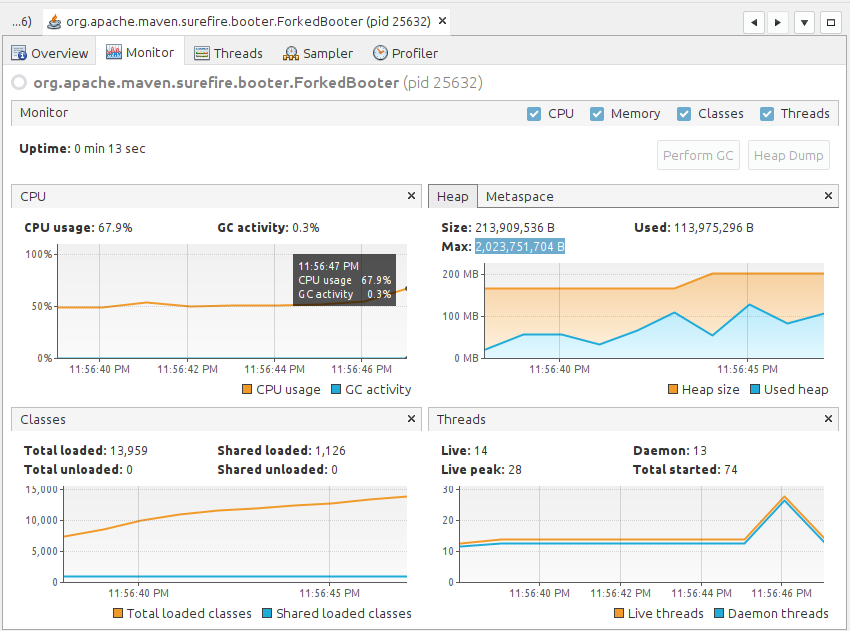 ...6) org.apache.maven.surefire.booter.ForkedBooter (pid 25632)
Overview Monitor Threads Sampler Profiler
org.apache.maven.surefire.booter.ForkedBooter (pid 25632)
Monitor CPU Memory Classes Threads
Uptime: 0 min 13 sec
Perform GC Heap Dump
CPU
CPU usage: 67.9% GC activity: 0.3%
100%
50%
0%
11:56:47 PM
CPU usage 67.9%
GC activity 0.3%
11:56:40 PM 11:56:42 PM 11:56:44 PM 11:56:46 PM
CPU usage GC activity
Heap Metaspace
Size: 213,909,536 B Used: 113,975,296 B
Max: 2,023,751,704 B
200 MB
100 MB
0 MB
11:56:40 PM 11:56:45 PM
Heap size Used heap
Classes
Total loaded: 13,959 Shared loaded: 1,126
Total unloaded: 0 Shared unloaded: 0
15,000
10,000
5,000
0
11:56:40 PM 11:56:45 PM
Total loaded classes Shared loaded classes
Threads
Live: 14 Daemon: 13
Live peak: 28 Total started: 74
30
20
10
0
11:56:40 PM 11:56:42 PM 11:56:44 PM 11:56:46 PM
Live threads Daemon threads